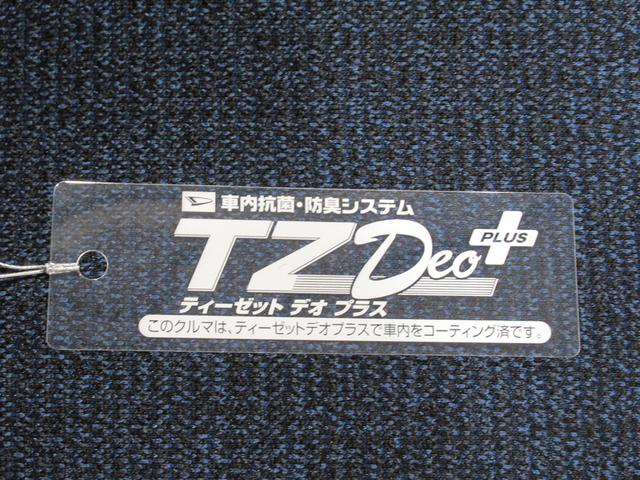 車内抗菌・防臭システム
TZDeo PLUS
ティーゼット デオ プラス
このクルマは、ティーゼットデオプラスで車内をコーティング済です。